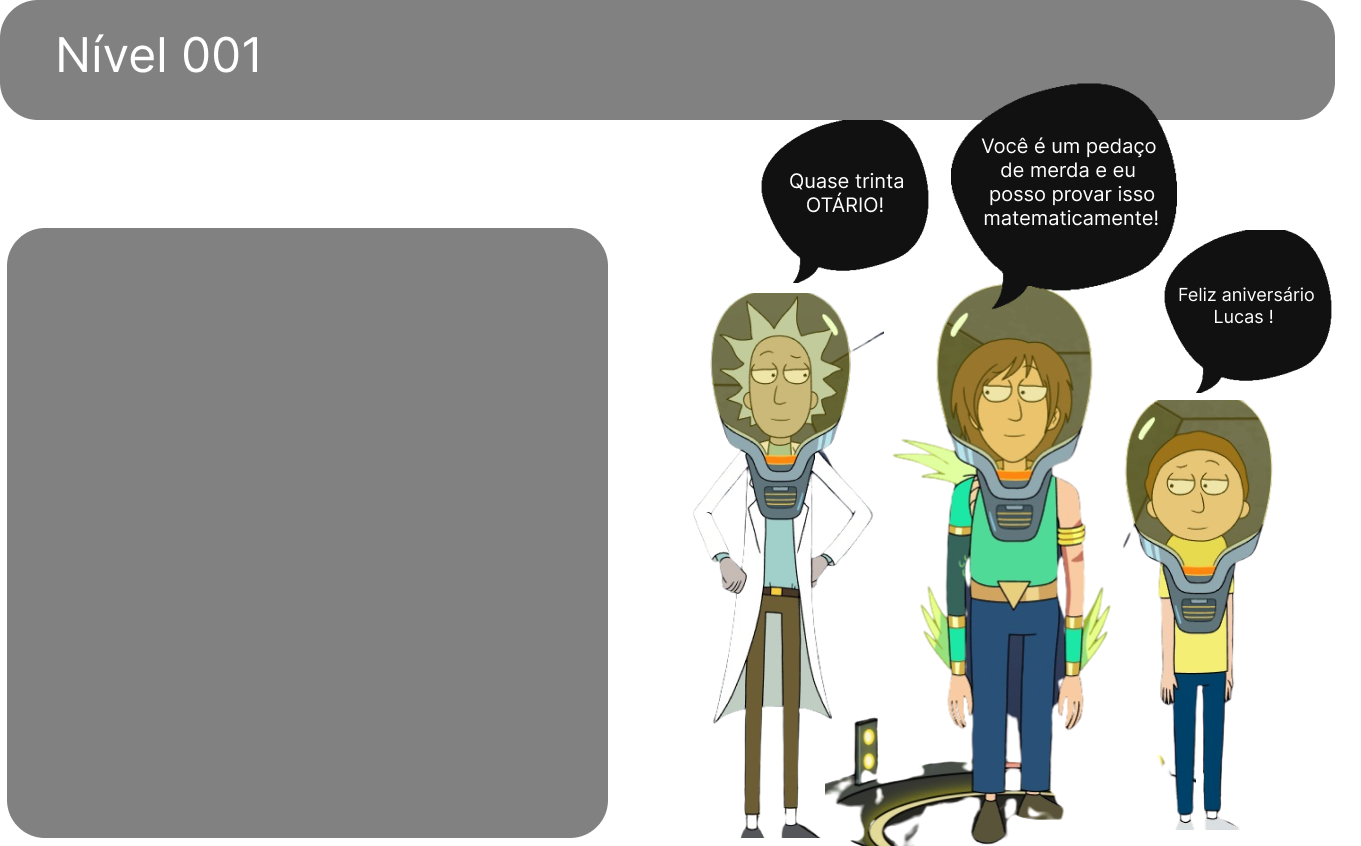 Nível 001
Quase trinta
OTÁRIO!
Você é um pedaço
de merda e eu
posso provar isso
matematicamente!
Feliz aniversário
Lucas !